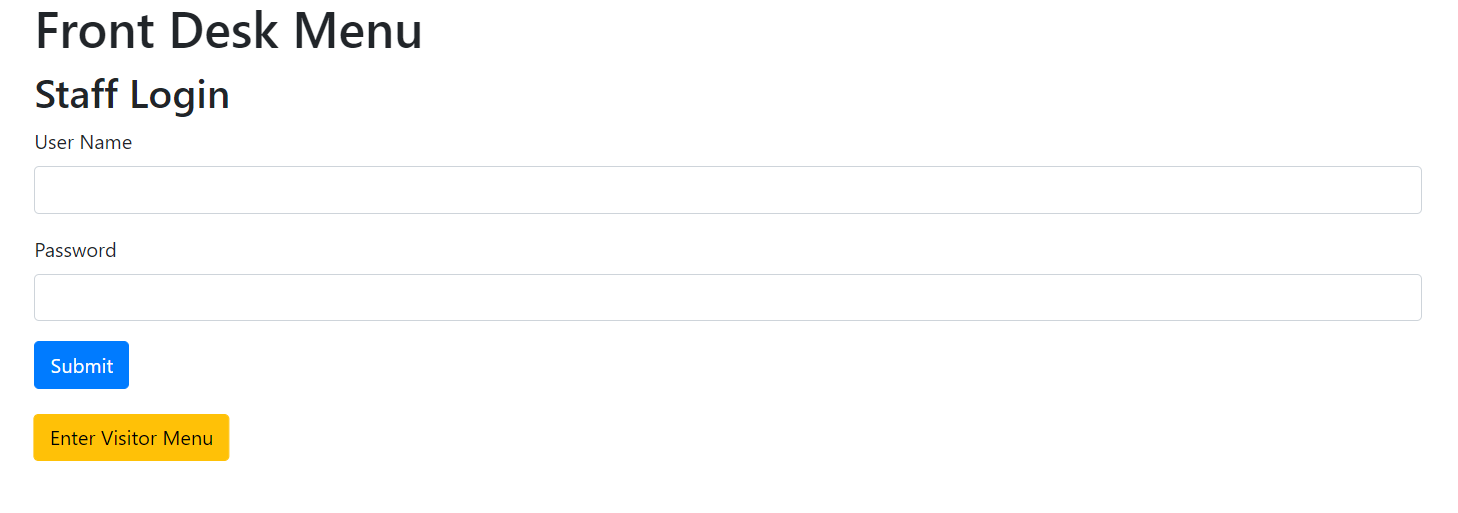 Front Desk Menu
Staff Login
User Name
Password
Submit
Enter Visitor Menu